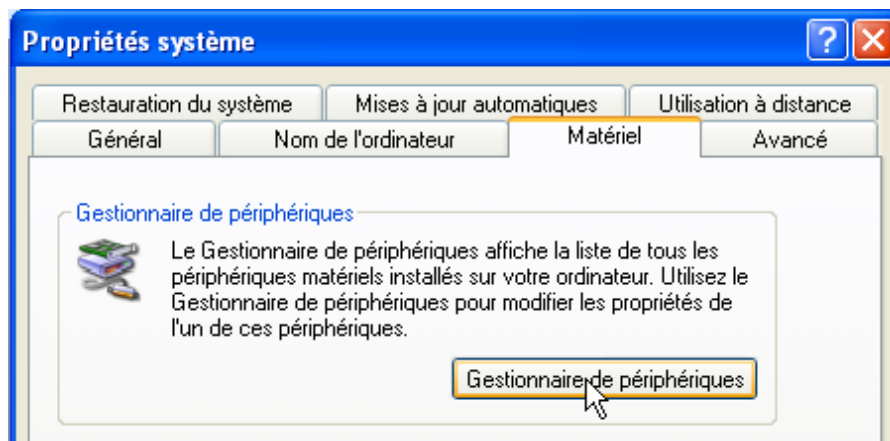 Propriétés système
Restauration du système Mises à jour automatiques Utilisation à distance
Général Nom de l'ordinateur Matériel Avancé
Gestionnaire de périphériques
Le Gestionnaire de périphériques affiche la liste de tous les
périphériques matériels installés sur votre ordinateur. Utilisez le
Gestionnaire de périphériques pour modifier les propriétés de
l'un de ces périphériques.
Gestionnaire de périphériques